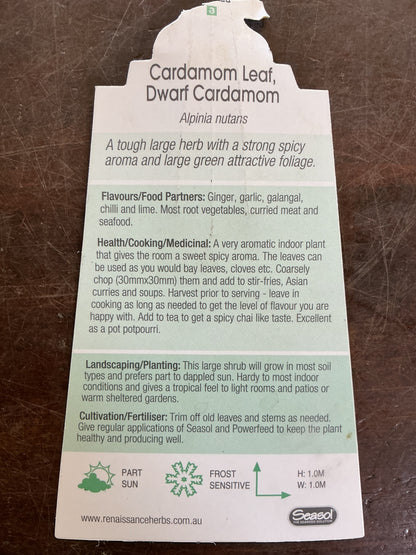 3
Cardamom Leaf,
Dwarf Cardamom
Alpinia nutans
A tough large herb with a strong spicy
aroma and large green attractive foliage.
Flavours/Food Partners: Ginger, garlic, galangal,
chilli and lime. Most root vegetables, curried meat and
seafood.
Health/Cooking/Medicinal: A very aromatic indoor plant
that gives the room a sweet spicy aroma. The leaves can
be used as you would bay leaves, cloves etc. Coarsely
chop (30mmx30mm) them and add to stir-fries, Asian
curries and soups. Harvest prior to serving - leave in
cooking as long as needed to get the level of flavour you are
happy with. Add to tea to get a spicy chai like taste. Excellent
as a pot potpourri.
Landscaping/Planting: This large shrub will grow in most soil
types and prefers part to dappled sun. Hardy to most indoor
conditions and gives a tropical feel to light rooms and patios or
warm sheltered gardens.
Cultivation/Fertiliser: Trim off old leaves and stems as needed.
Give regular applications of Seasol and Powerfeed to keep the plant
healthy and producing well.
PART
SUN
FROST
SENSITIVE
H: 1.0M
W: 1.0M
www.renaissanceherbs.com.au
Seasol